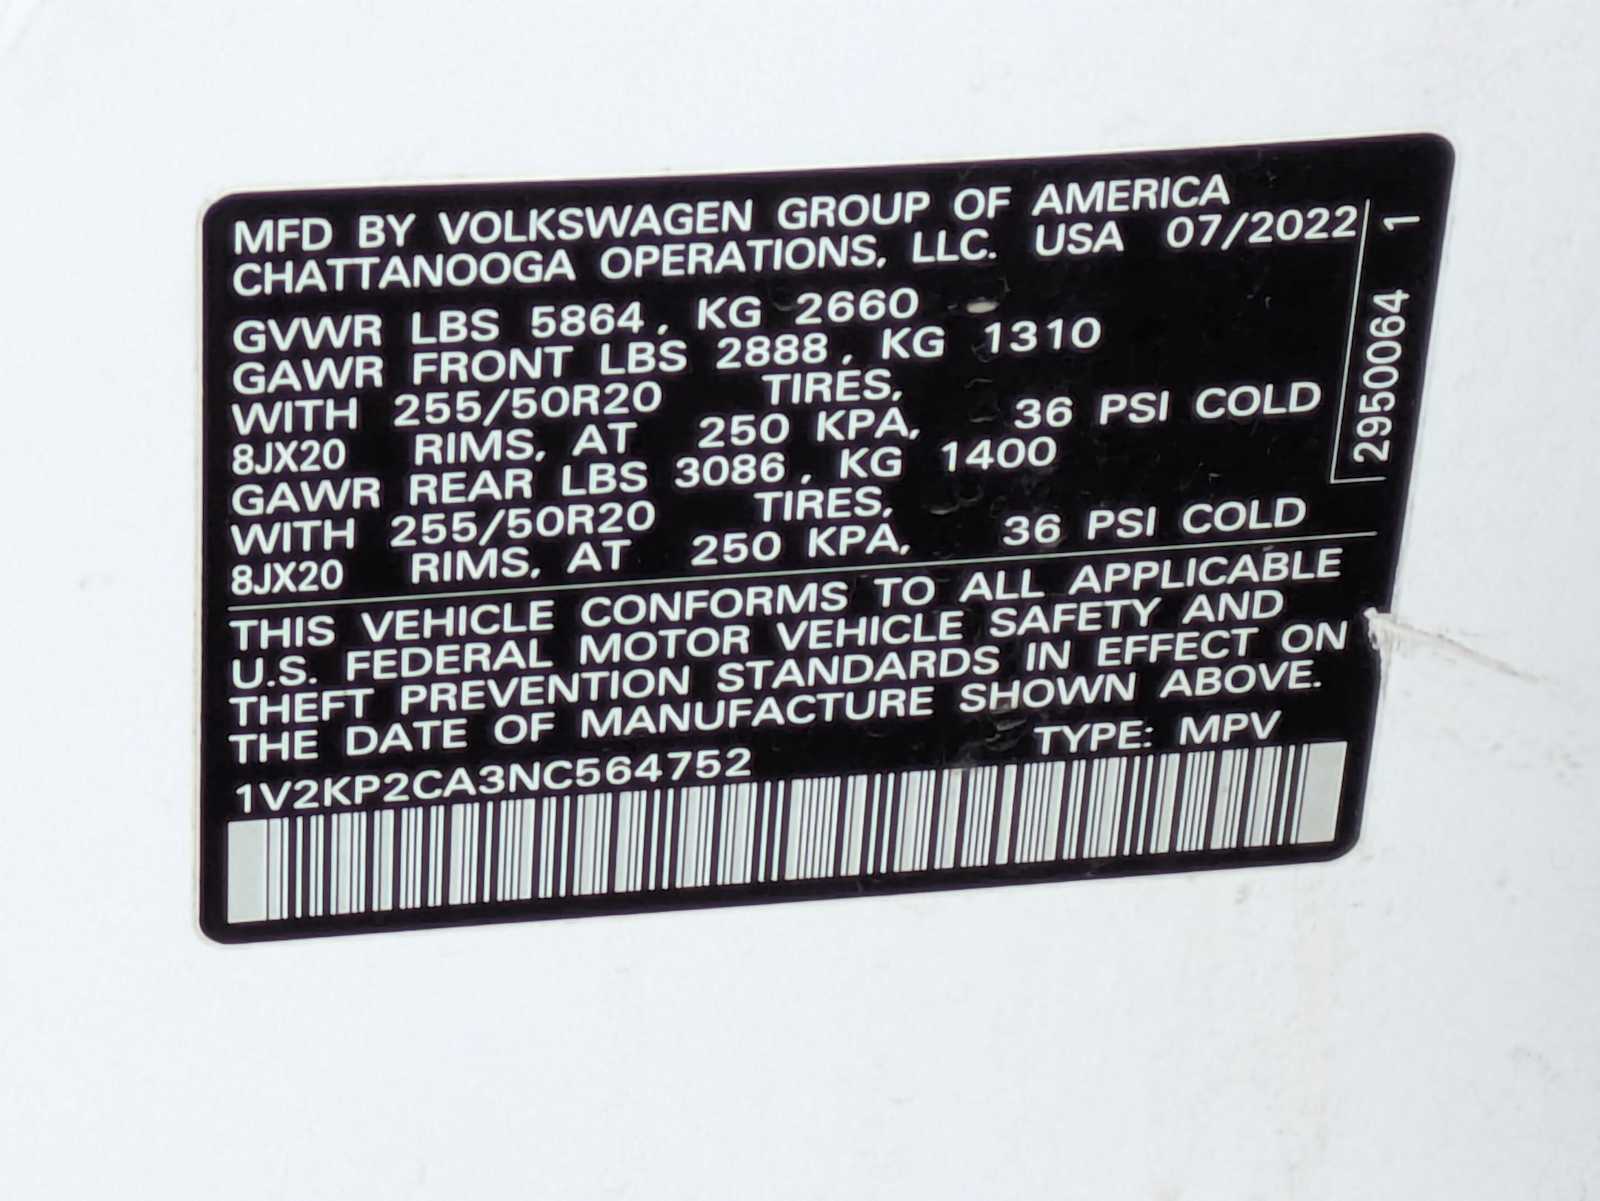 MFD BY VOLKSWAGEN GROUP OF AMERICA
CHATTANOOGA OPERATIONS, LLC. USA 07/2022
GVWR LBS 5864, KG 2660
GAWR FRONT LBS 2888, KG 1310
WITH 255/50R20 TIRES,
8JX20 RIMS, AT 250 KPA, 36 PSI COLD
GAWR REAR LBS 3086, KG 1400
WITH 255/50R20 TIRES,
8JX20 RIMS, AT 250 KPA, 36 PSI COLD
THIS VEHICLE CONFORMS TO ALL APPLICABLE
U.S. FEDERAL MOTOR VEHICLE SAFETY AND
THEFT PREVENTION STANDARDS IN EFFECT ON
THE DATE OF MANUFACTURE SHOWN ABOVE.
1V2KP2CA3NC564752 TYPE: MPV
2950064 1